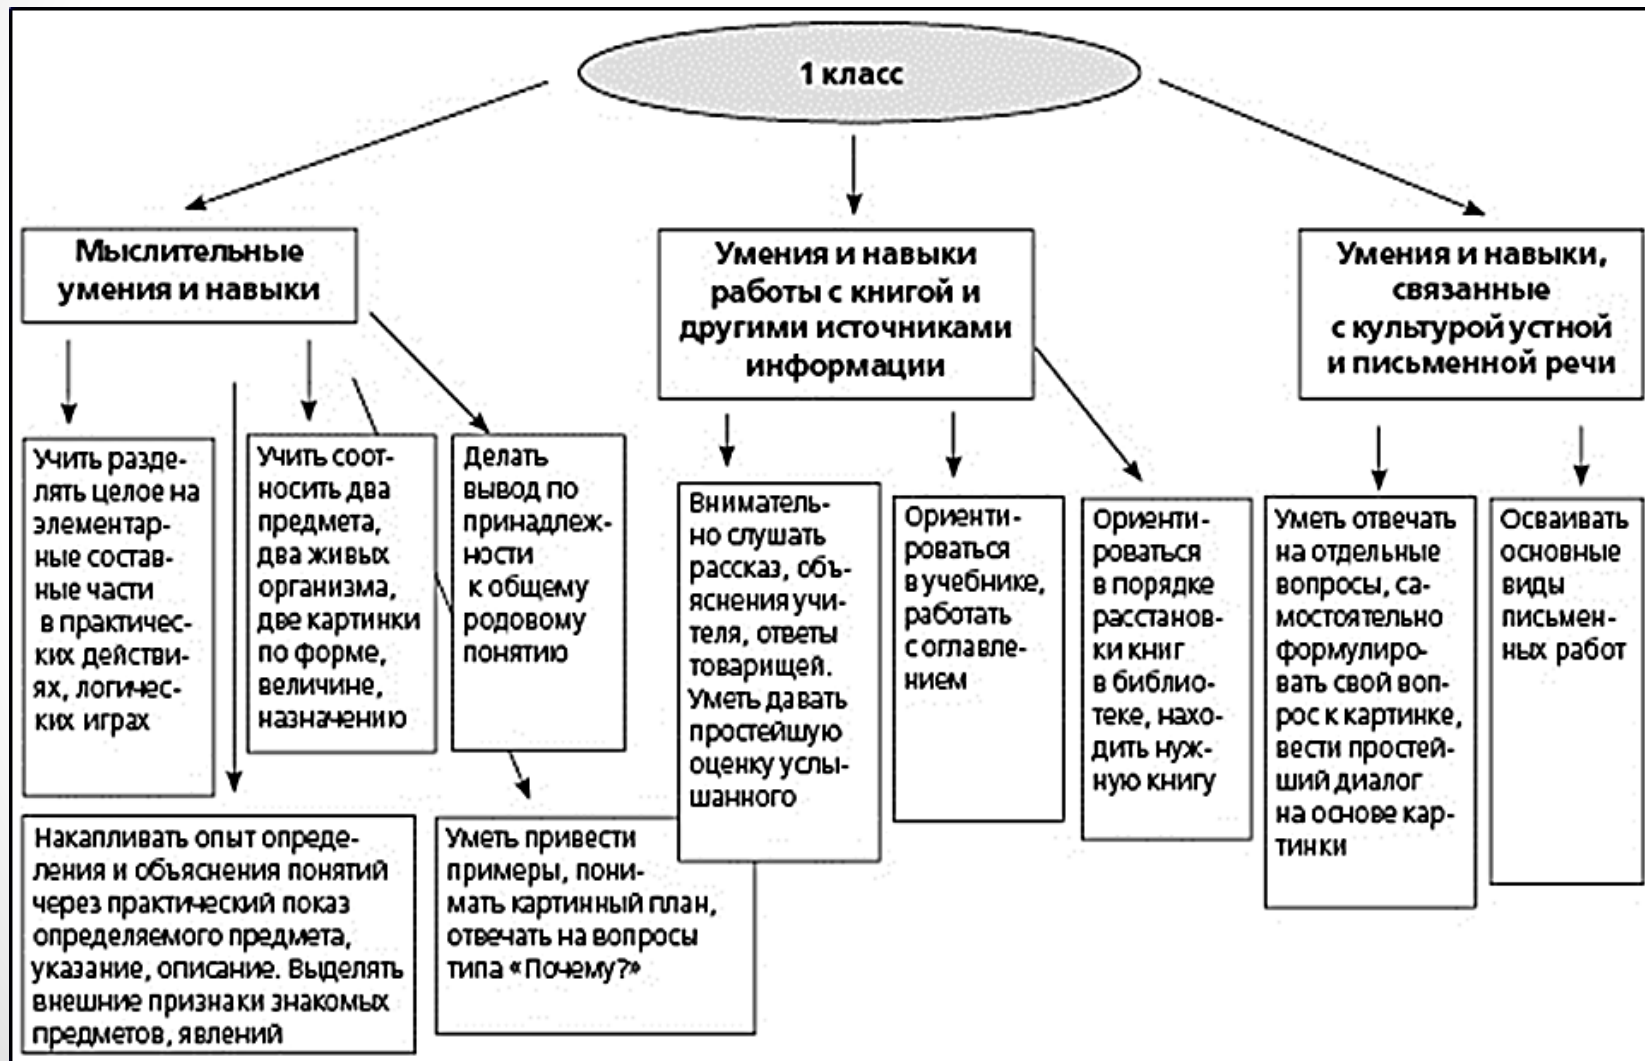 1 класс
Мыслительные
умения и навыки
Умения и навыки
работы с книгой и
другими источниками
информации
Умения и навыки,
связанные
с культурой устной
и письменной речи
Учить разде-
лять целое на
элементар-
ные состав-
ные части
в практичес-
ких действи-
ях, логичес-
ких играх
Учить соот-
носить два
предмета,
два живых
организма,
две картинки
по форме,
величине,
назначению
Делать
вывод по
принадлеж-
ности
к общему
родовому
понятию
Вниматель-
но слушать
рассказ, объ-
яснения учи-
теля, ответы
товарищей.
Уметь давать
простейшую
оценку услы-
шанного
Ориенти-
роваться
в учебнике,
работать
с оглавле-
нием
Ориенти-
роваться
в порядке
расстанов-
ки книг
в библио-
теке, нахо-
дить нуж-
ную книгу
Уметь отвечать
на отдельные
вопросы, са-
мостоятельно
формулиро-
вать свой воп-
рос к картинке,
вести простей-
ший диалог
на основе кар-
тинки
Осваивать
основные
виды
письмен-
ных работ
Накапливать опыт опреде-
ления и объяснения понятий
через практический показ
определяемого предмета,
указание, описание. Выделять
внешние признаки знакомых
предметов, явлений
Уметь привести
примеры, пони-
мать картинный план,
отвечать на вопросы
типа «Почему?»